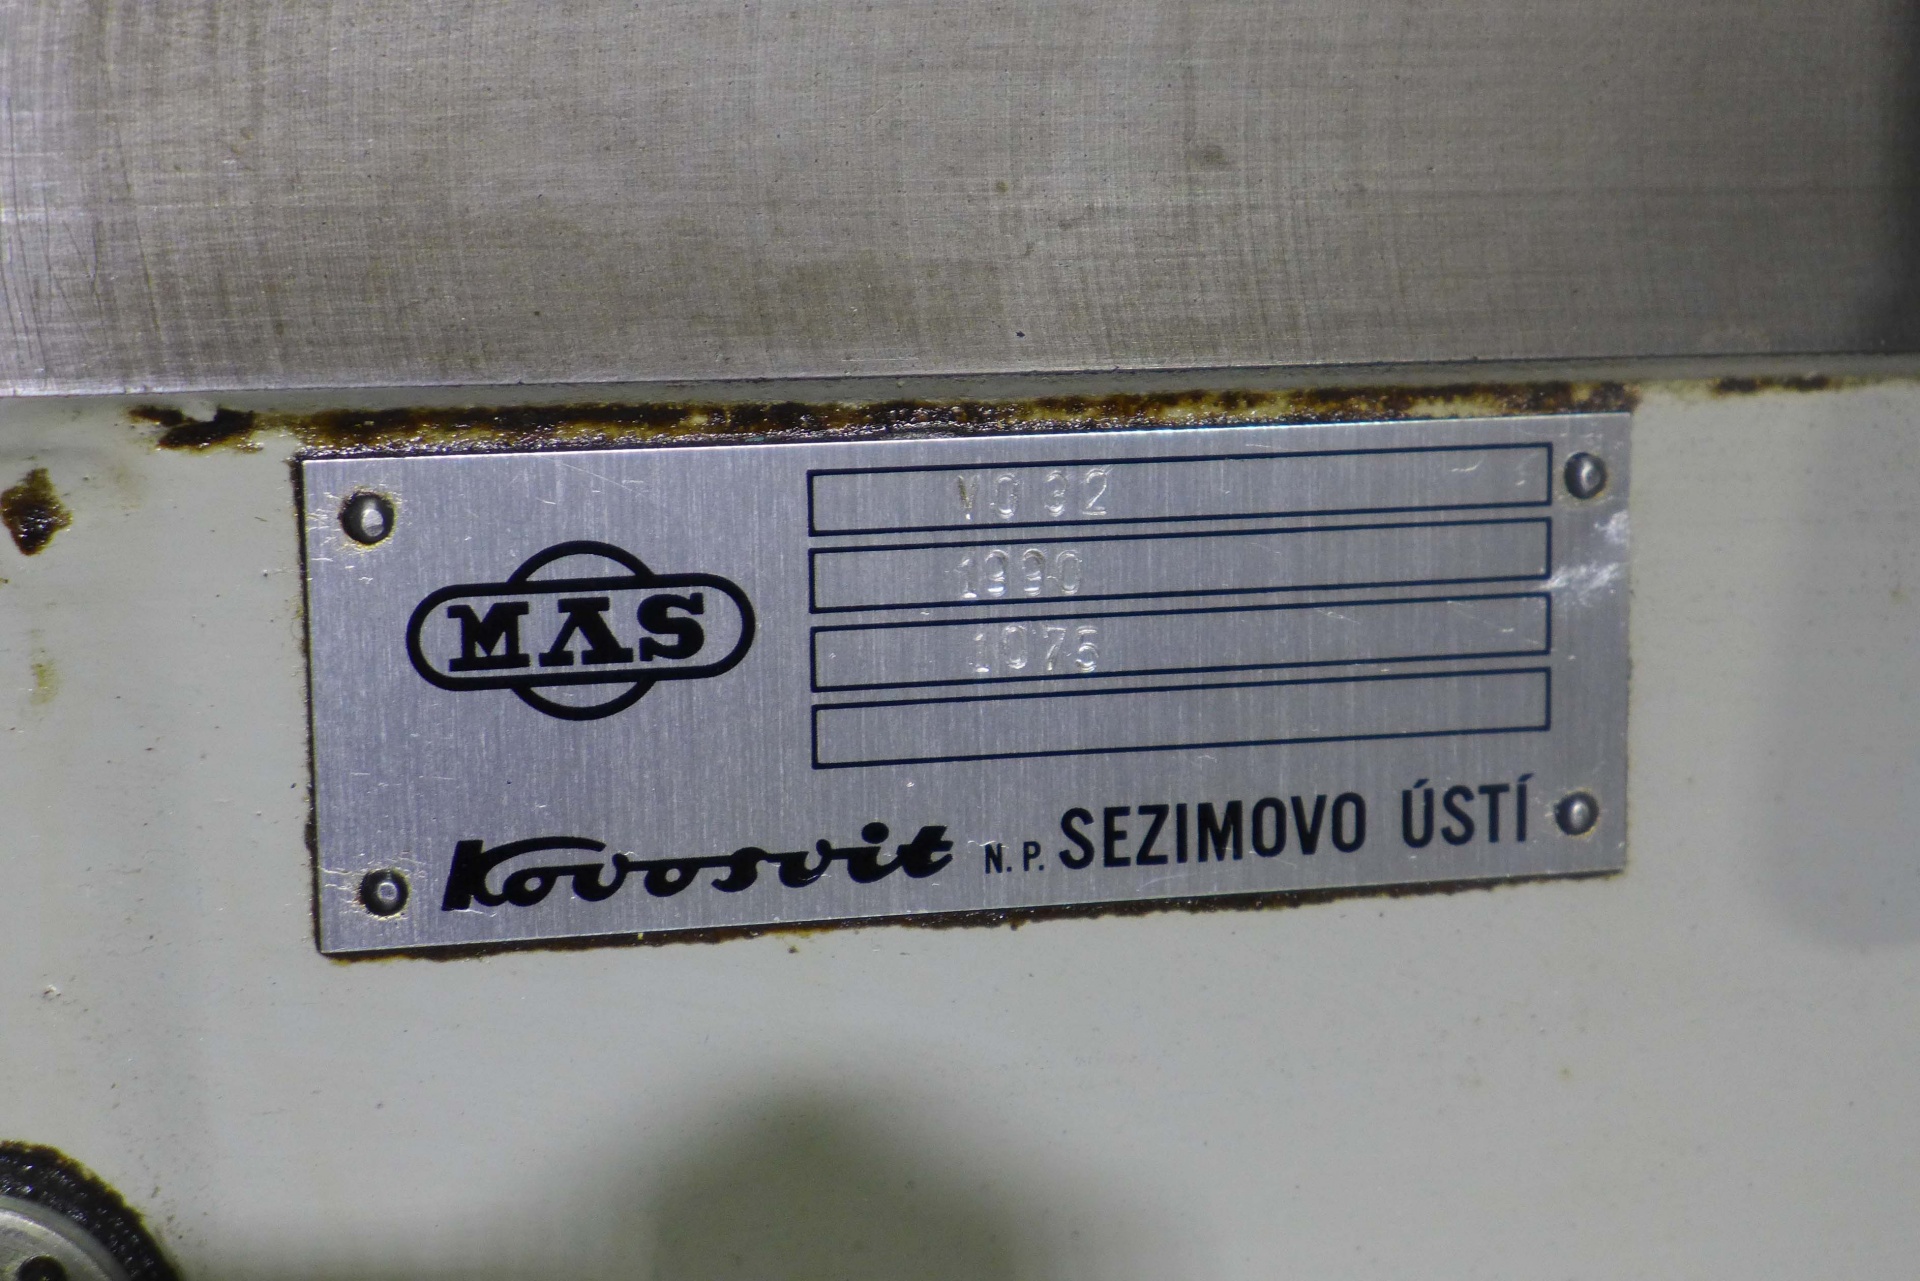 VO 32
1990
1075
MAS
Kovosvit N. P. SEZIMOVO ÚSTÍ